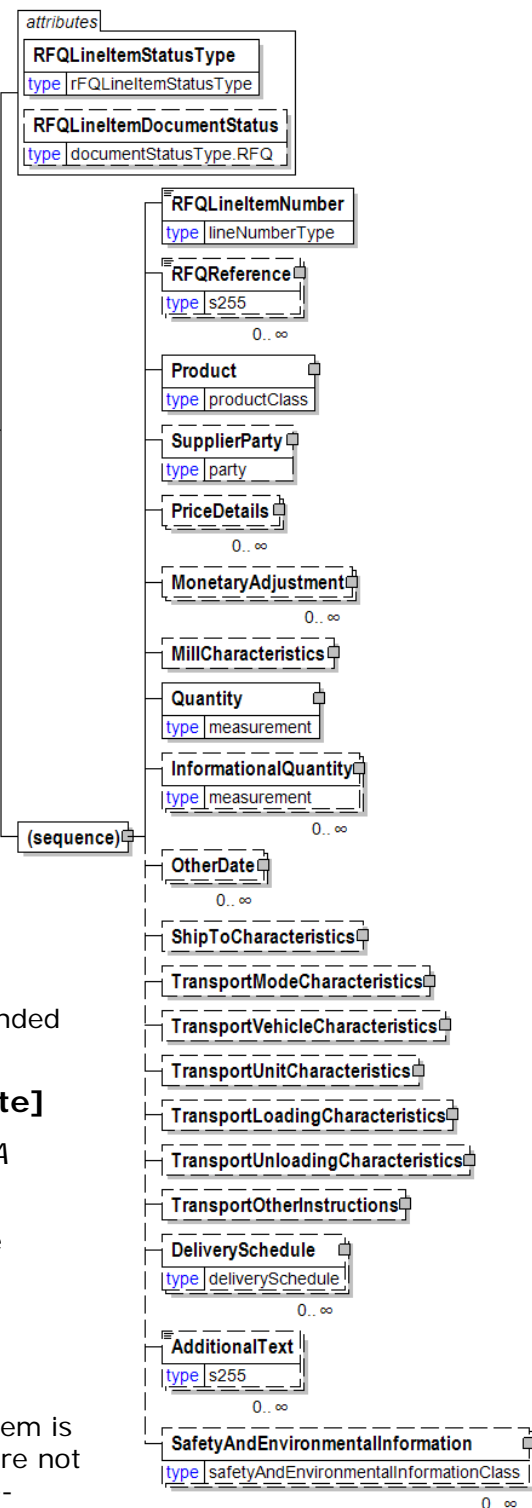 attributes
RFQLineItemStatusType
type rFQLineItemStatusType
RFQLineItemDocumentStatus
type documentStatusType.RFQ
RFQLineItemNumber
type lineNumberType
RFQReference
type s255
0.. ∞
Product
type productClass
SupplierParty
type party
PriceDetails
0.. ∞
MonetaryAdjustment
0.. ∞
MillCharacteristics
Quantity
type measurement
InformationalQuantity
type measurement
0.. ∞
(sequence)
OtherDate
0.. ∞
ShipToCharacteristics
TransportModeCharacteristics
nded
TransportVehicleCharacteristics
TransportUnitCharacteristics
te]
TransportLoadingCharacteristics
A
TransportUnloadingCharacteristics
TransportOtherInstructions
e
DeliverySchedule
type deliverySchedule
0.. ∞
AdditionalText
type s255
0.. ∞
em is
SafetyAndEnvironmentalInformation
re not
type safetyAndEnvironmentalInformationClass
-
0.. ∞